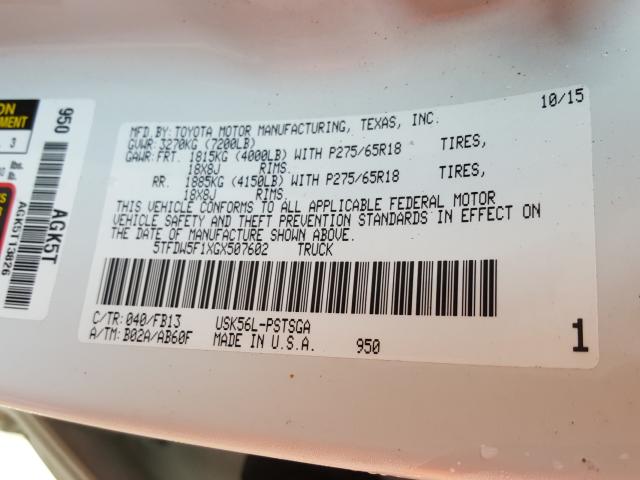 10/15
MFD.BY:TOYOTA MOTOR MANUFACTURING, TEXAS, INC.
GVWR: 3270KG (7200LB)
GAWR:FRT. 1815KG (4000LB) WITH P275/65R18 TIRES,
18X8J RIMS.
RR. 1885KG (4150LB) WITH P275/65R18 TIRES,
18X8J RIMS.
THIS VEHICLE CONFORMS TO ALL APPLICABLE FEDERAL MOTOR
VEHICLE SAFETY AND THEFT PREVENTION STANDARDS IN EFFECT ON
THE DATE OF MANUFACTURE SHOWN ABOVE.
5TFDW5F1XGX507602 TRUCK
C/TR: 040/FB13 USK56L-PSTSGA
A/TM: B02A/AB60F MADE IN U.S.A. 950
1
950
AGK5T
AGK5T13826
ON
MENT
3